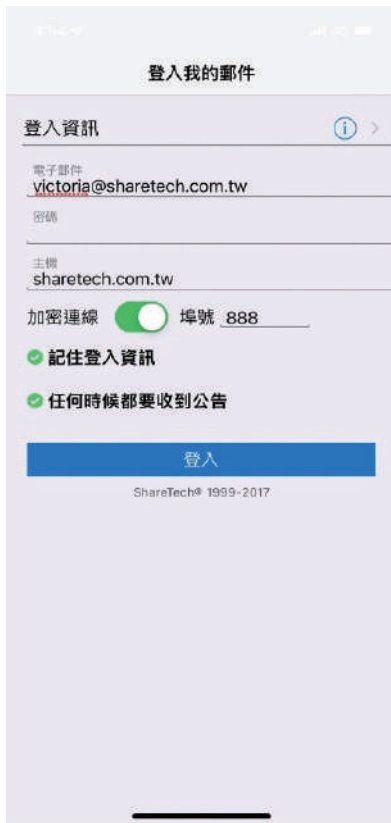 登入我的郵件
登入資訊
電子郵件
victoria@sharetech.com.tw
密碼
主機
sharetech.com.tw
加密連線 埠號 888
記住登入資訊
任何時候都要收到公告
登入
ShareTech® 1999-2017